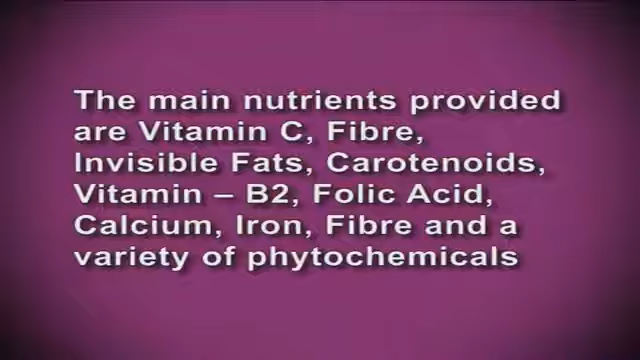 The main nutrients provided
are Vitamin C, Fibre,
Invisible Fats, Carotenoids,
Vitamin – B2, Folic Acid,
Calcium, Iron, Fibre and a
variety of phytochemicals